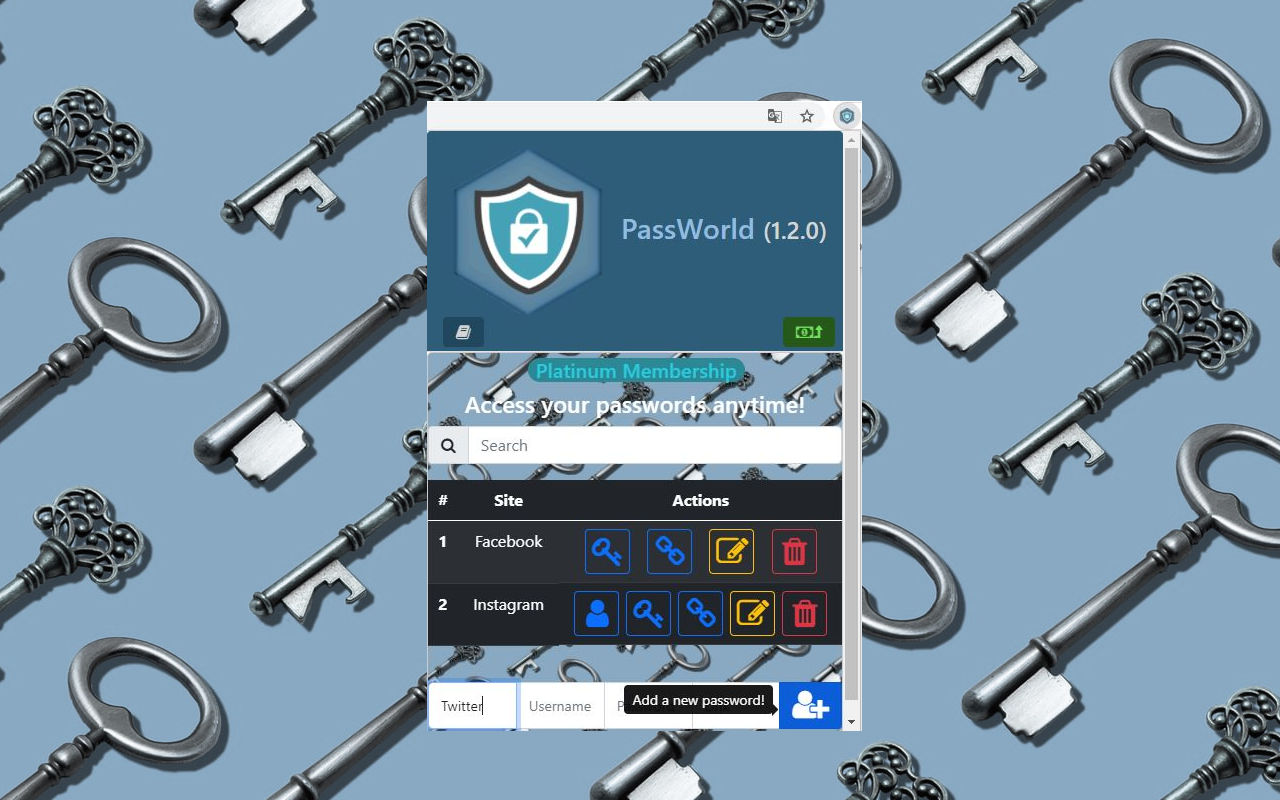 PassWorld (1.2.0)
Platinum Membership
Access your passwords anytime!
Search
# Site Actions
1 Facebook
2 Instagram
Twitter Username Add a new password!